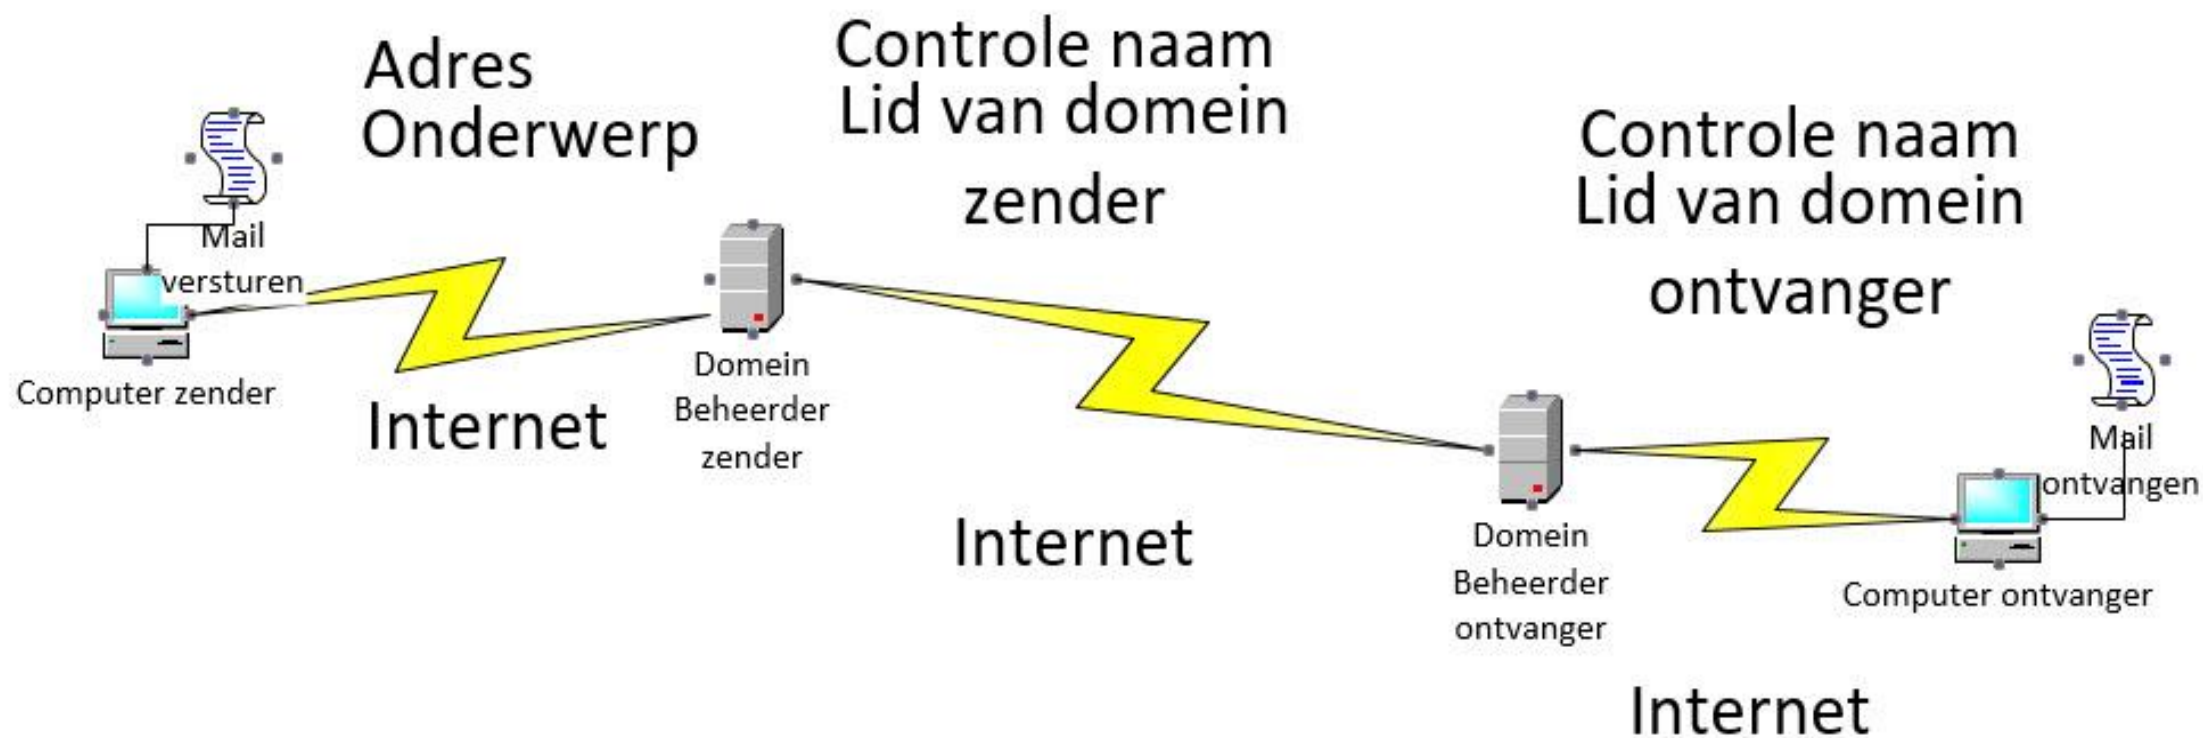 Adres
Onderwerp
Controle naam
Lid van domein
zender
Controle naam
Lid van domein
ontvanger
Mail
versturen
Computer zender
Internet
Domein
Beheerder
zender
Internet
Domein
Beheerder
ontvanger
Mail
ontvangen
Computer ontvanger
Internet